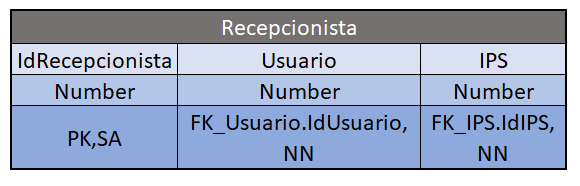 Recepcionista
IdRecepcionista Usuario IPS
Number Number Number
PK,SA FK_Usuario.IdUsuario, NN FK_IPS.IdIPS, NN